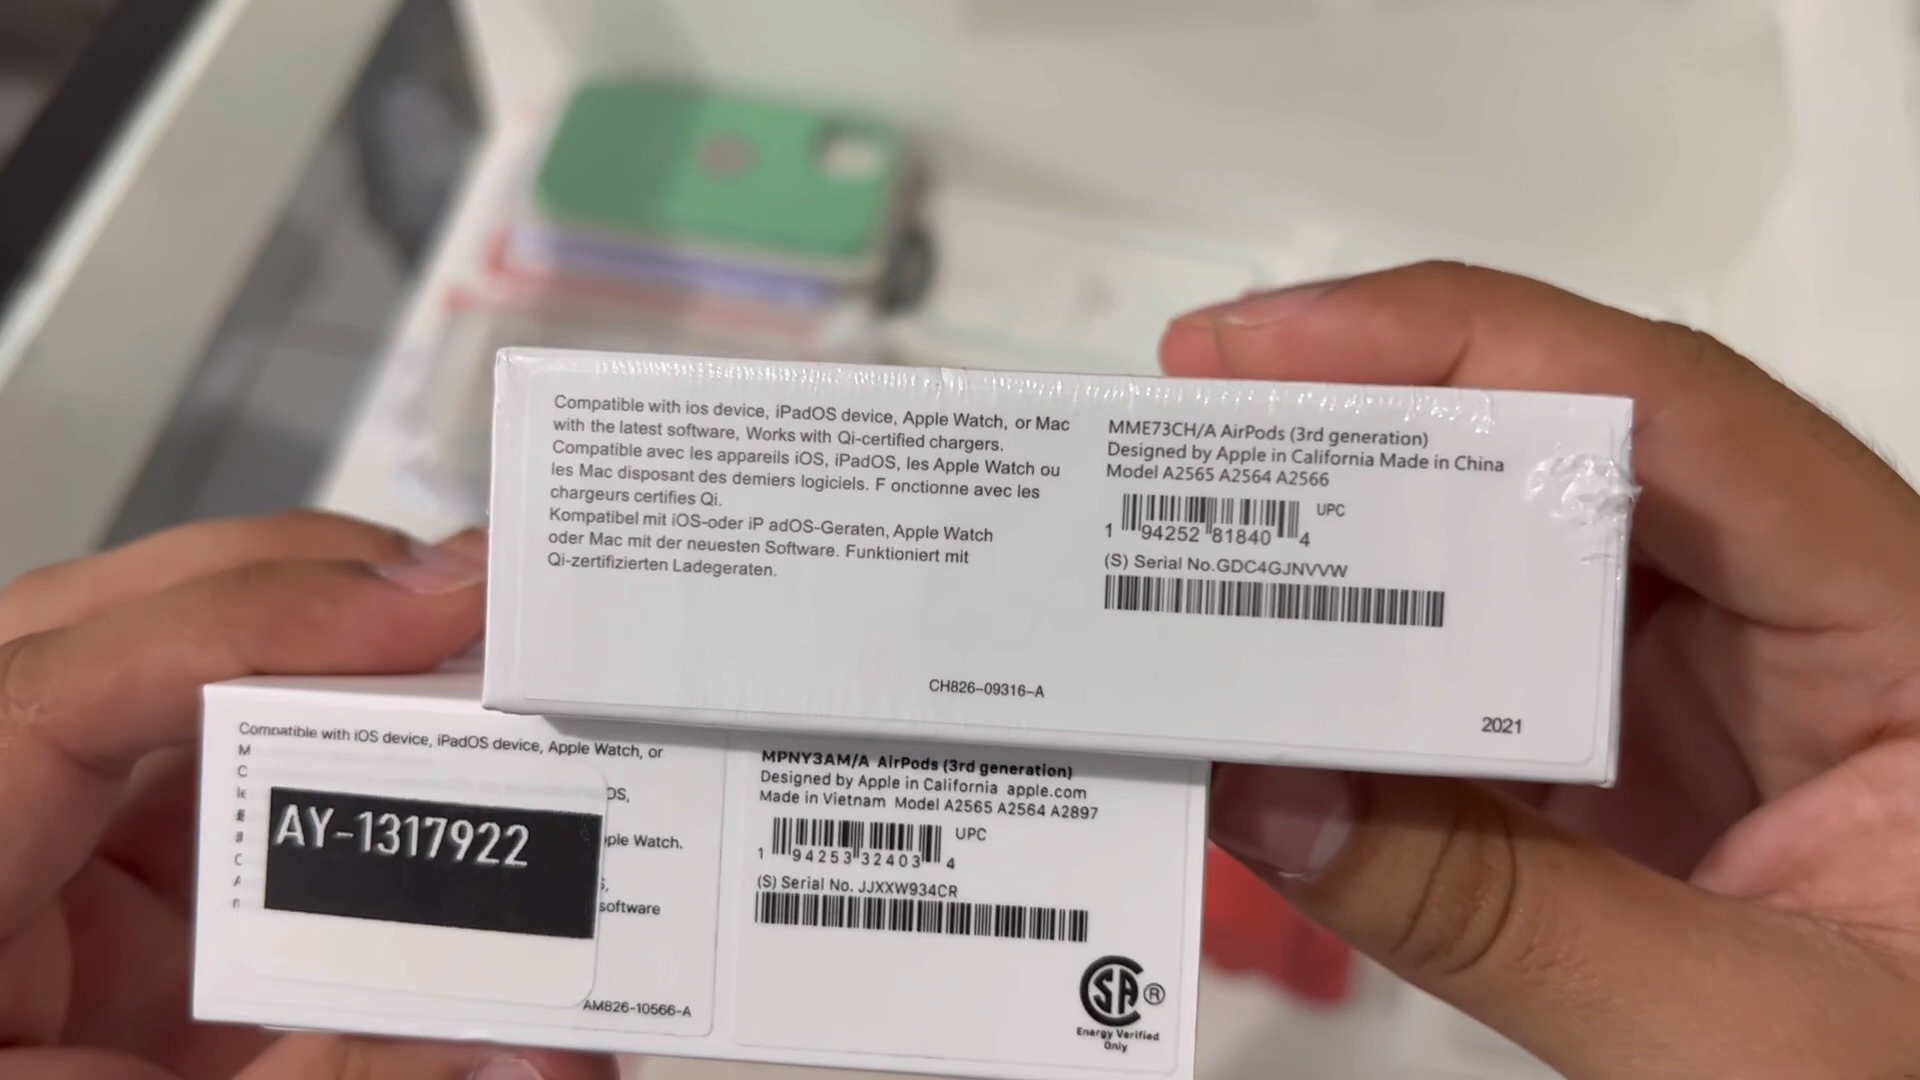 Compatible with ios device, iPadOS device, Apple Watch, or Mac
with the latest software, Works with Qi-certified chargers.
Compatible avec les appareils iOS, iPadOS, les Apple Watch ou
les Mac disposant des demiers logiciels. F onctionne avec les
chargeurs certifies Qi.
Kompatibel mit iOS-oder iP adOS-Geraten, Apple Watch
oder Mac mit der neuesten Software. Funktioniert mit
Qi-zertifizierten Ladegeraten.
MME73CH/A AirPods (3rd generation)
Designed by Apple in California Made in China
Model A2565 A2564 A2566
UPC
1 94252 81840 4
(S) Serial No.GDC4GJNVVW
CH826-09316-A
2021
Compatible with iOS device, iPadOS device, Apple Watch, or
AY-1317922
software
AM826-10566-A
MPNY3AM/A AirPods (3rd generation)
Designed by Apple in California apple.com
Made in Vietnam Model A2565 A2564 A2897
UPC
1 94253 32403 4
(S) Serial No. JJXXW934CR
SA ®
Energy Verified
Only